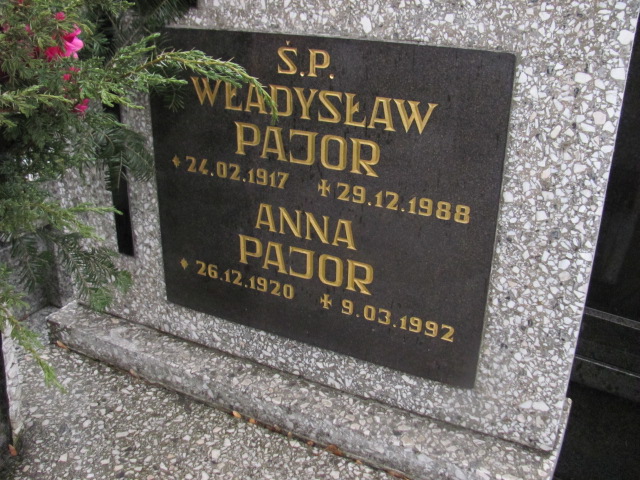 Ś.P.
WŁADYSŁAW
PAJOR
24.02.1917 29.12.1988
ANNA
PAJOR
26.12.1920 9.03.1992